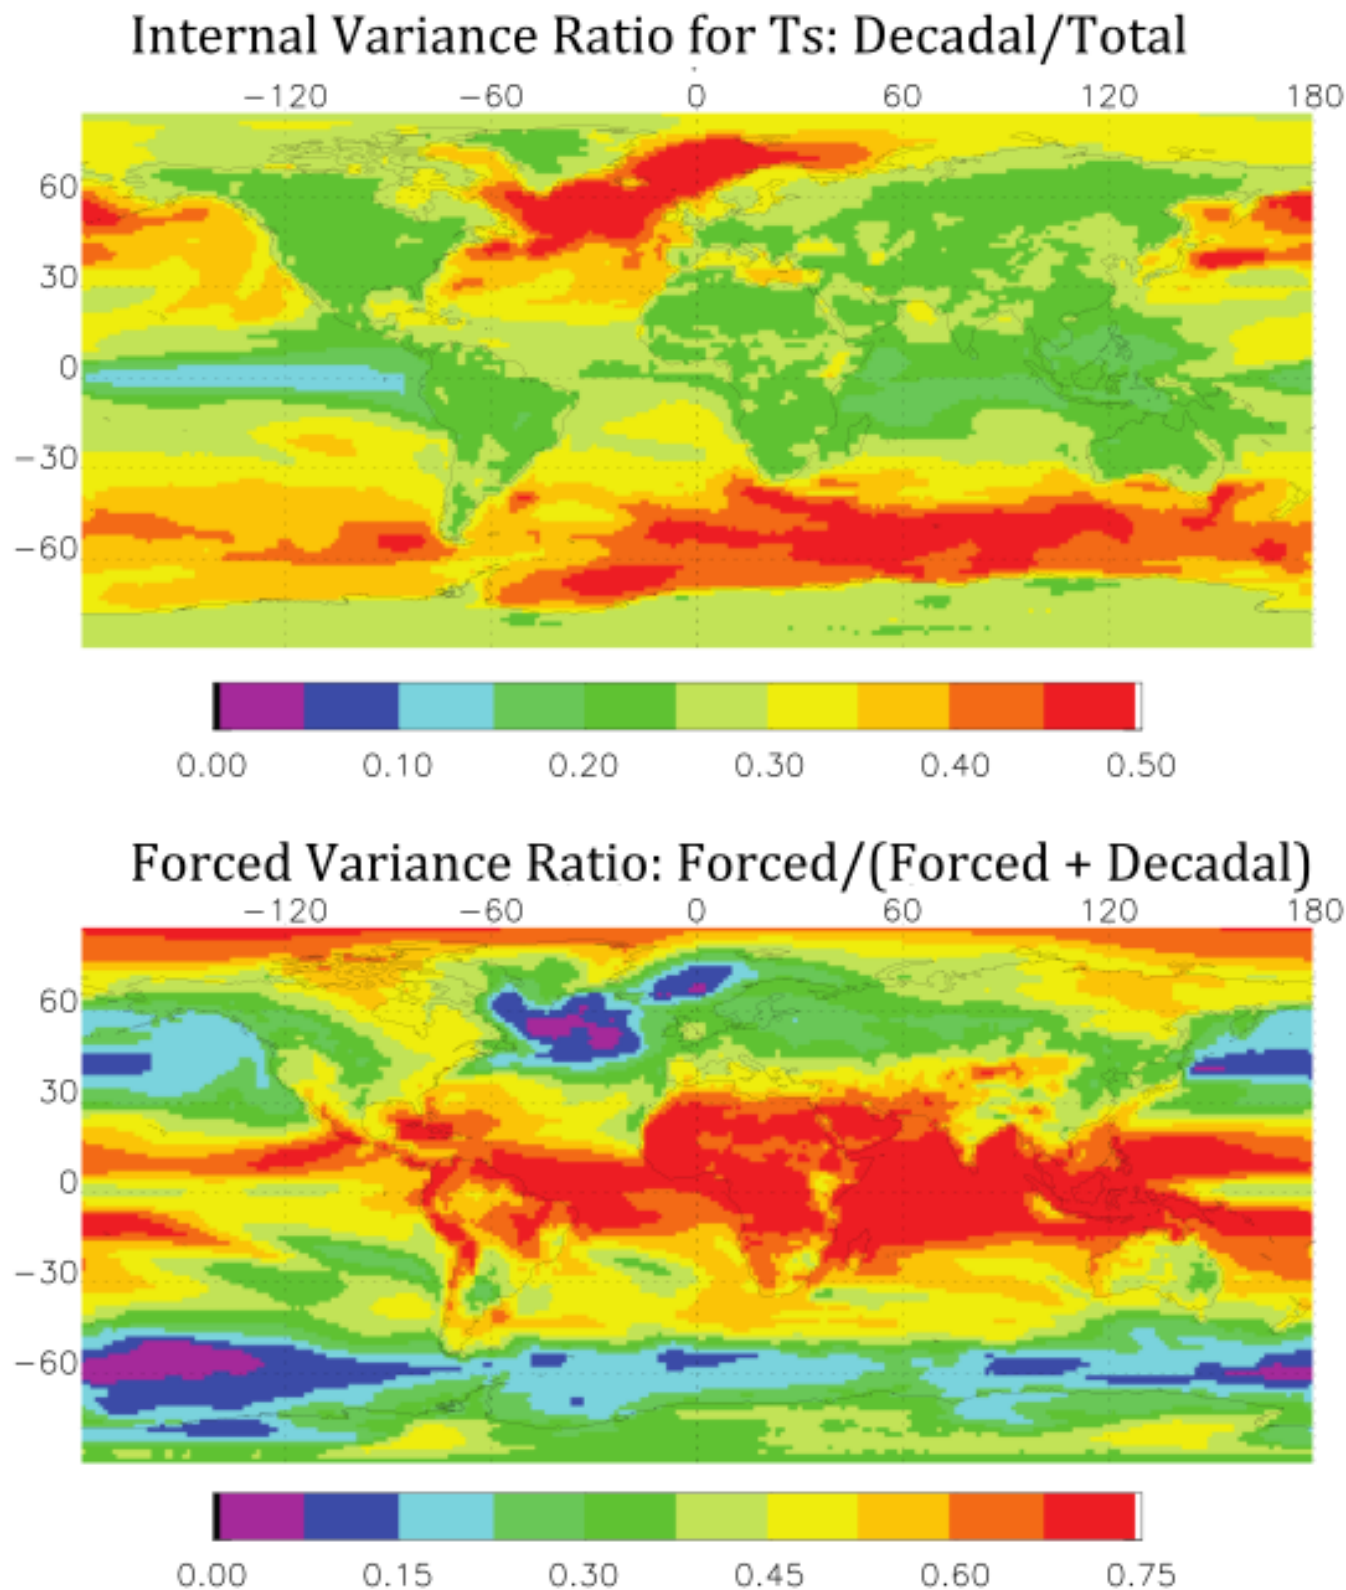 Internal Variance Ratio for Ts: Decadal/Total
−120 −60 0 60 120 180
60
30
0
−30
−60
0.00 0.10 0.20 0.30 0.40 0.50
Forced Variance Ratio: Forced/(Forced + Decadal)
−120 −60 0 60 120 180
60
30
0
−30
−60
0.00 0.15 0.30 0.45 0.60 0.75